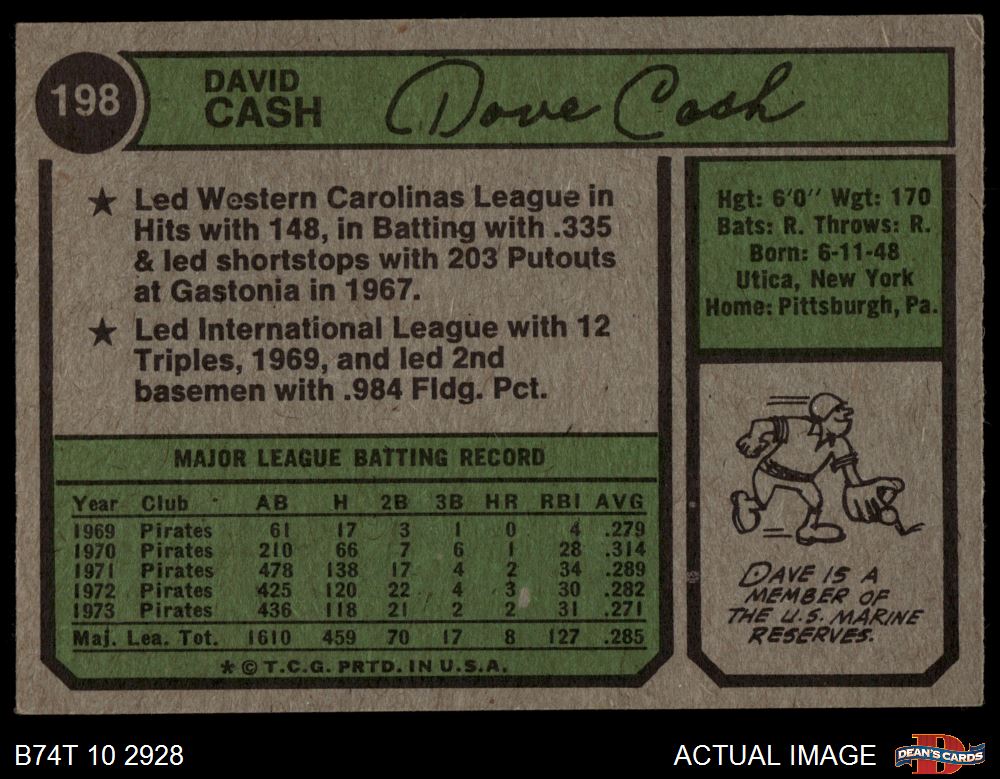 198
DAVID
CASH
Dave Cash
★ Led Western Carolinas League in
Hits with 148, in Batting with .335
& led shortstops with 203 Putouts
at Gastonia in 1967.
★ Led International League with 12
Triples, 1969, and led 2nd
basemen with .984 Fldg. Pct.
Hgt: 6'0'' Wgt: 170
Bats: R. Throws: R.
Born: 6-11-48
Utica, New York
Home: Pittsburgh, Pa.
MAJOR LEAGUE BATTING RECORD
Year Club AB H 2B 3B HR RBI AVG
1969 Pirates 61 17 3 1 0 4 .279
1970 Pirates 210 66 7 6 1 28 .314
1971 Pirates 478 138 17 4 2 34 .289
1972 Pirates 425 120 22 4 3 30 .282
1973 Pirates 436 118 21 2 2 31 .271
Maj. Lea. Tot. 1610 459 70 17 8 127 .285
* © T.C.G. PRTD. IN U.S.A.
DAVE IS A
MEMBER OF
THE U.S. MARINE
RESERVES.
B74T 10 2928
ACTUAL IMAGE
D
DEAN'S CARDS